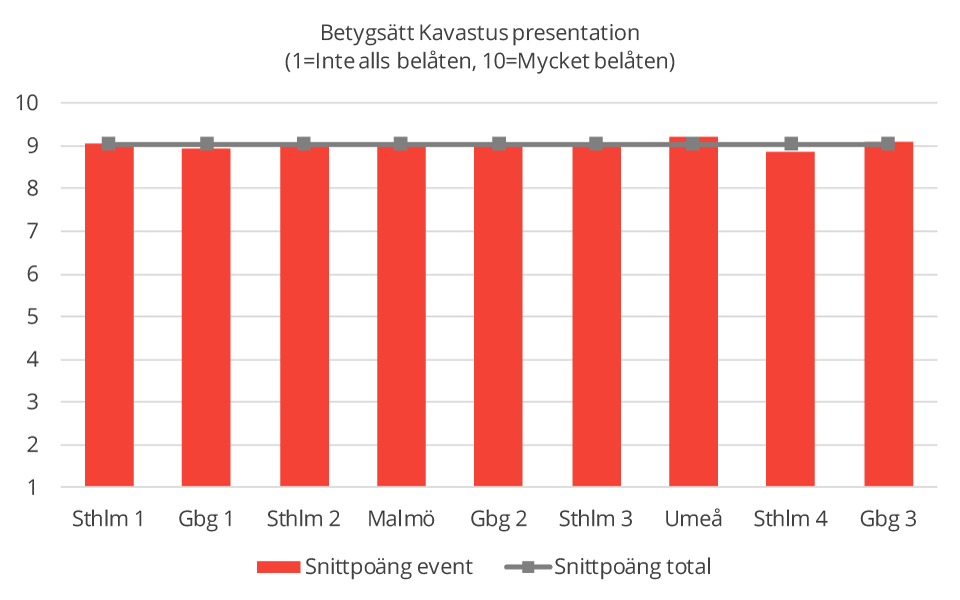 Betygsätt Kavastus presentation
(1=Inte alls belåten, 10=Mycket belåten)
10
9
8
7
6
5
4
3
2
1
Sthlm 1 Gbg 1 Sthlm 2 Malmö Gbg 2 Sthlm 3 Umeå Sthlm 4 Gbg 3
Snittpoäng event Snittpoäng total